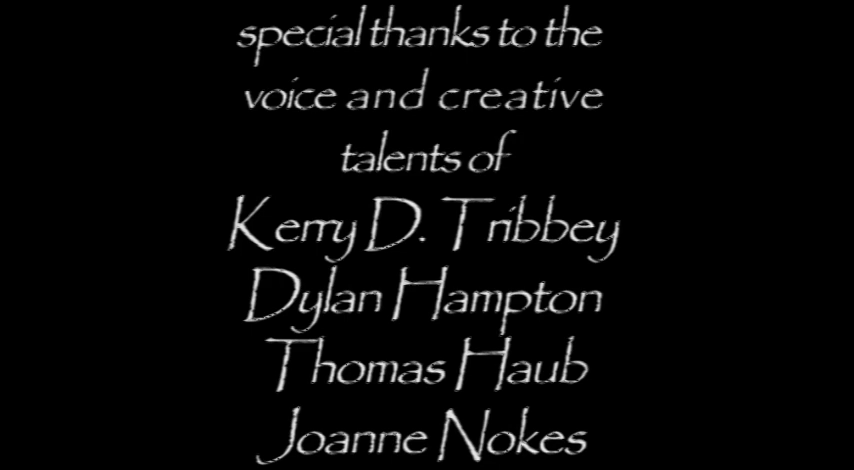 special thanks to the
voice and creative
talents of
Kerry D. Tribbey
Dylan Hampton
Thomas Haub
Joanne Nokes